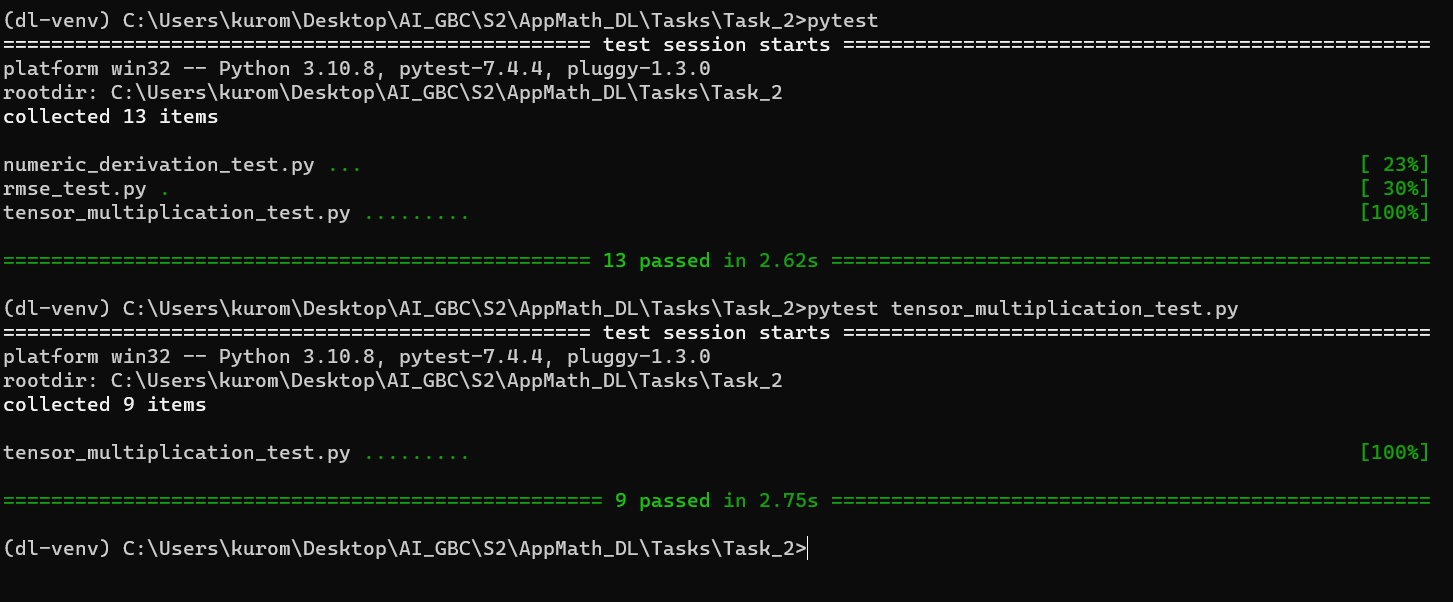 (dl-venv) C:\Users\kurom\Desktop\AI_GBC\S2\AppMath_DL\Tasks\Task_2>pytest
================================================= test session starts =================================================
platform win32 -- Python 3.10.8, pytest-7.4.4, pluggy-1.3.0
rootdir: C:\Users\kurom\Desktop\AI_GBC\S2\AppMath_DL\Tasks\Task_2
collected 13 items
numeric_derivation_test.py ... [ 23%]
rmse_test.py . [ 30%]
tensor_multiplication_test.py ......... [100%]
================================================= 13 passed in 2.62s ==================================================
(dl-venv) C:\Users\kurom\Desktop\AI_GBC\S2\AppMath_DL\Tasks\Task_2>pytest tensor_multiplication_test.py
================================================= test session starts =================================================
platform win32 -- Python 3.10.8, pytest-7.4.4, pluggy-1.3.0
rootdir: C:\Users\kurom\Desktop\AI_GBC\S2\AppMath_DL\Tasks\Task_2
collected 9 items
tensor_multiplication_test.py ......... [100%]
================================================== 9 passed in 2.75s ==================================================
(dl-venv) C:\Users\kurom\Desktop\AI_GBC\S2\AppMath_DL\Tasks\Task_2>